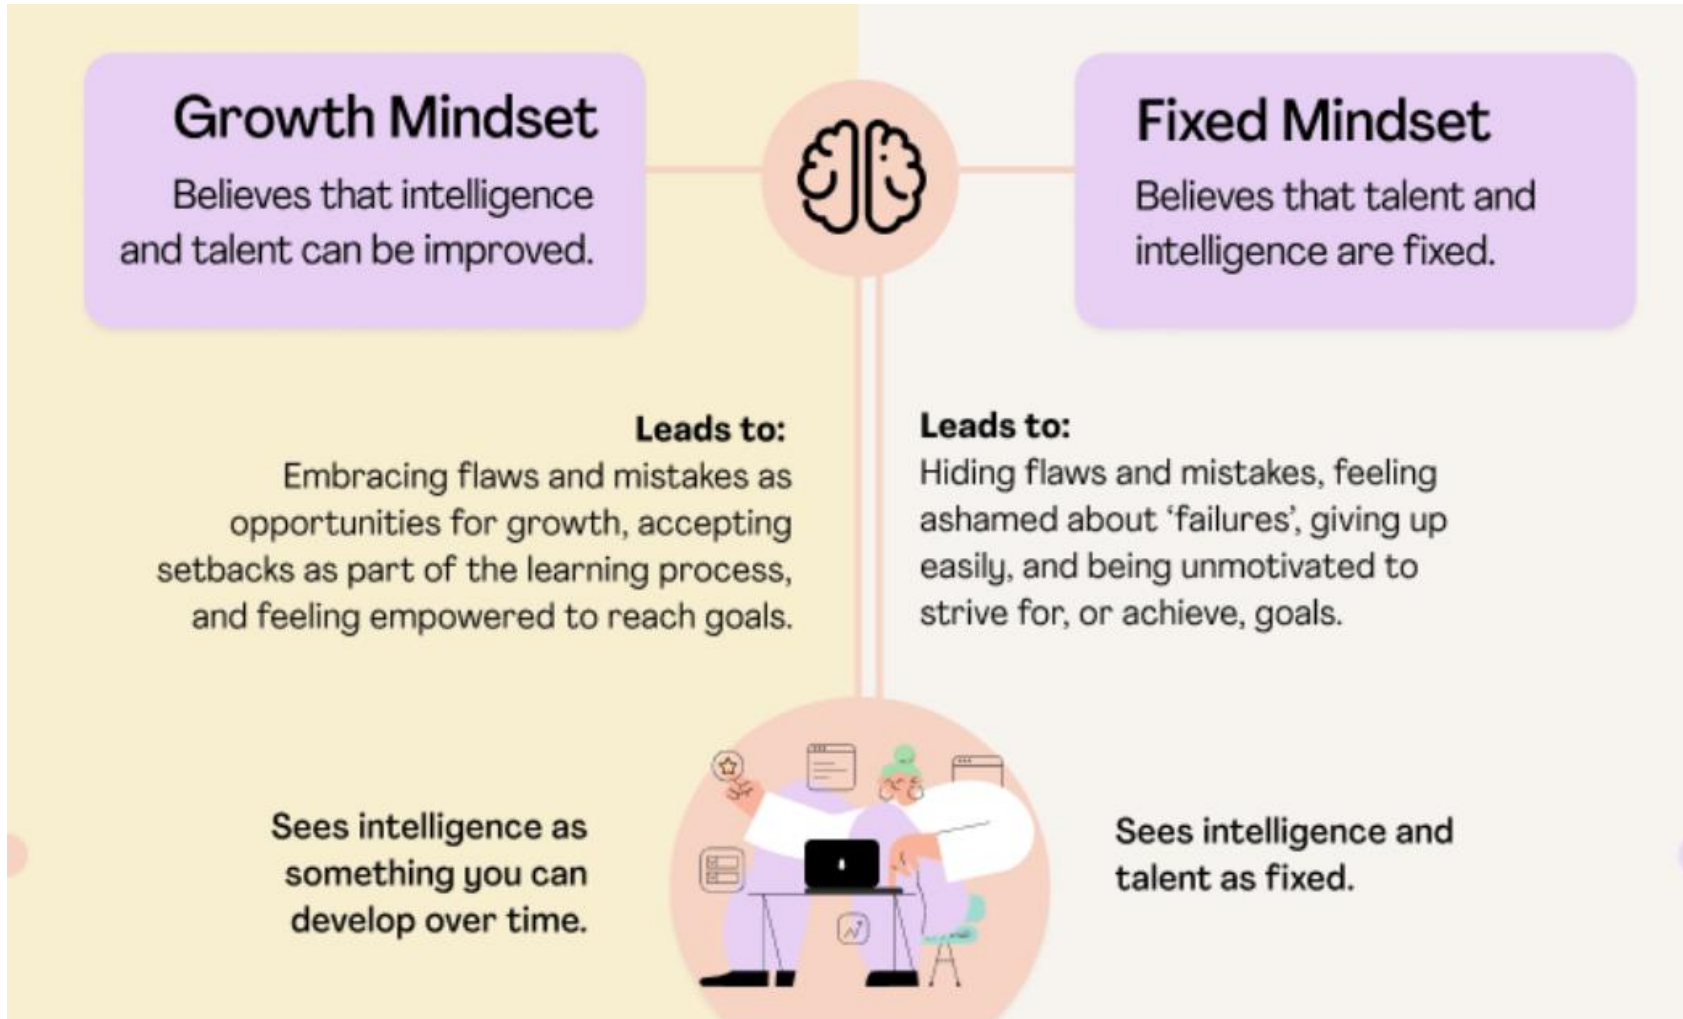 Growth Mindset
Believes that intelligence
and talent can be improved.
Fixed Mindset
Believes that talent and
intelligence are fixed.
Leads to:
Embracing flaws and mistakes as
opportunities for growth, accepting
setbacks as part of the learning process,
and feeling empowered to reach goals.
Leads to:
Hiding flaws and mistakes, feeling
ashamed about ‘failures’, giving up
easily, and being unmotivated to
strive for, or achieve, goals.
Sees intelligence as
something you can
develop over time.
Sees intelligence and
talent as fixed.